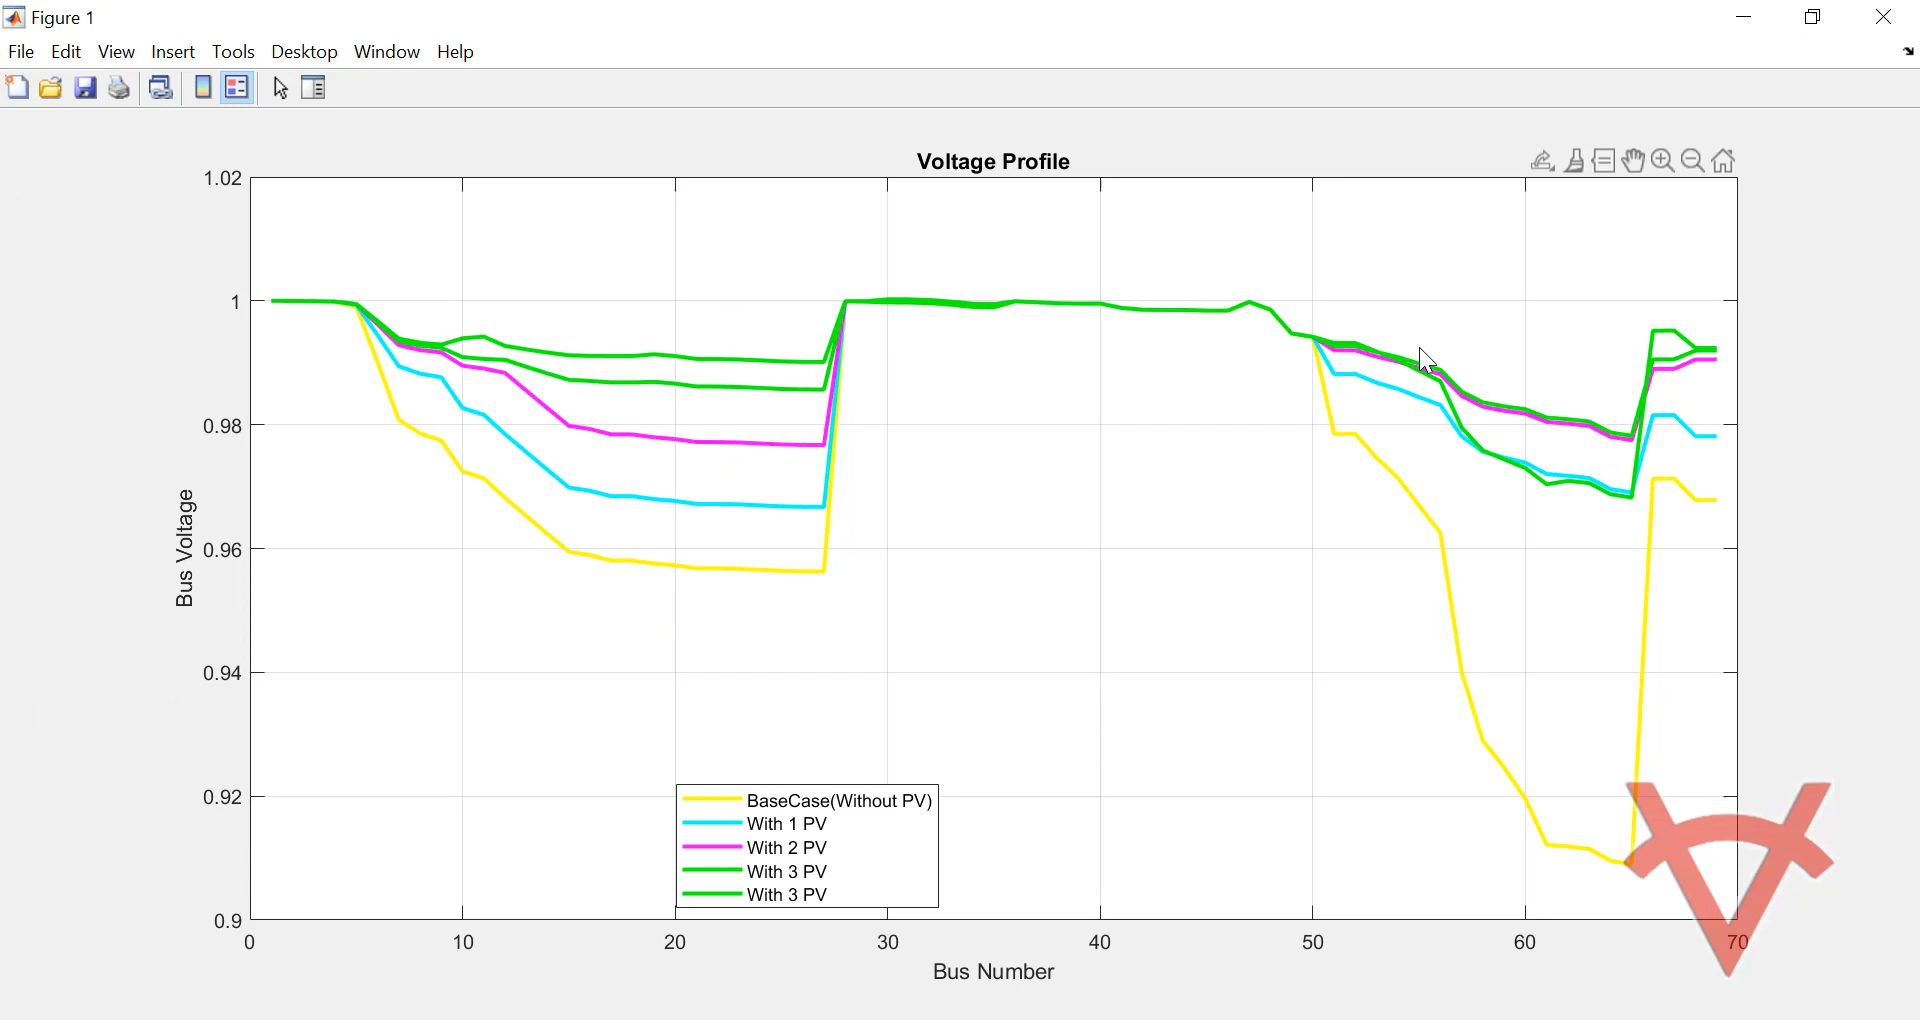 Figure 1
File Edit View Insert Tools Desktop Window Help
Voltage Profile
1.02
1
0.98
0.96
0.94
0.92
0.9
Bus Voltage
BaseCase(Without PV)
With 1 PV
With 2 PV
With 3 PV
With 3 PV
0 10 20 30 40 50 60 70
Bus Number